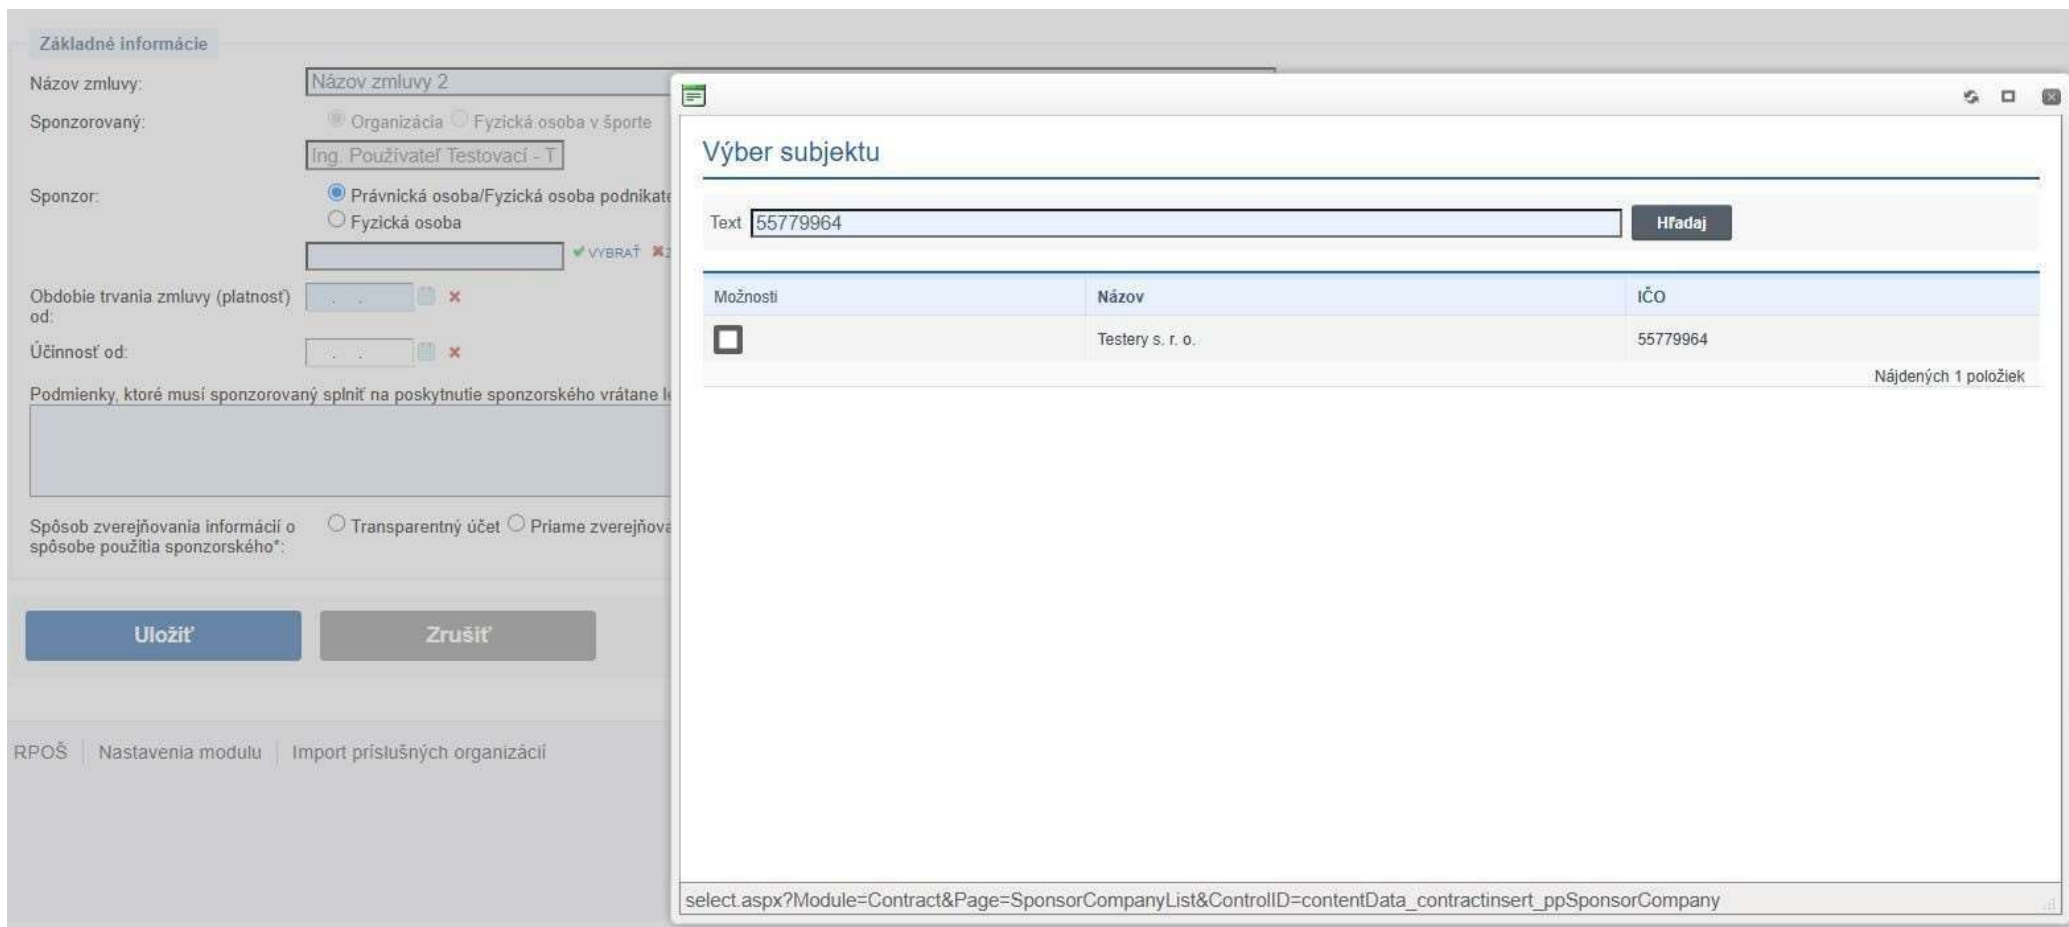 Základné informácie
Názov zmluvy:
Názov zmluvy 2
Sponzorovaný:
Organizácia
Fyzická osoba v športe
Ing. Používateľ Testovací - T
Sponzor:
Právnická osoba/Fyzická osoba podnikate
Fyzická osoba
VYBRAŤ
Obdobie trvania zmluvy (platnosť)
od:
Účinnosť od:
Podmienky, ktoré musí sponzorovaný splniť na poskytnutie sponzorského vrátane
Spôsob zverejňovania informácií o
spôsobe použitia sponzorského*:
Transparentný účet
Priame zverejňova
Uložiť
Zrušiť
RPOŠ
Nastavenia modulu
Import príslušných organizácií
Výber subjektu
Text
55779964
Hľadaj
Možnosti
Názov
IČO
Testery s. r. o.
55779964
Nájdených 1 položiek
select.aspx?Module=Contract&Page=SponsorCompanyList&ControlID=contentData_contractinsert_ppSponsorCompany